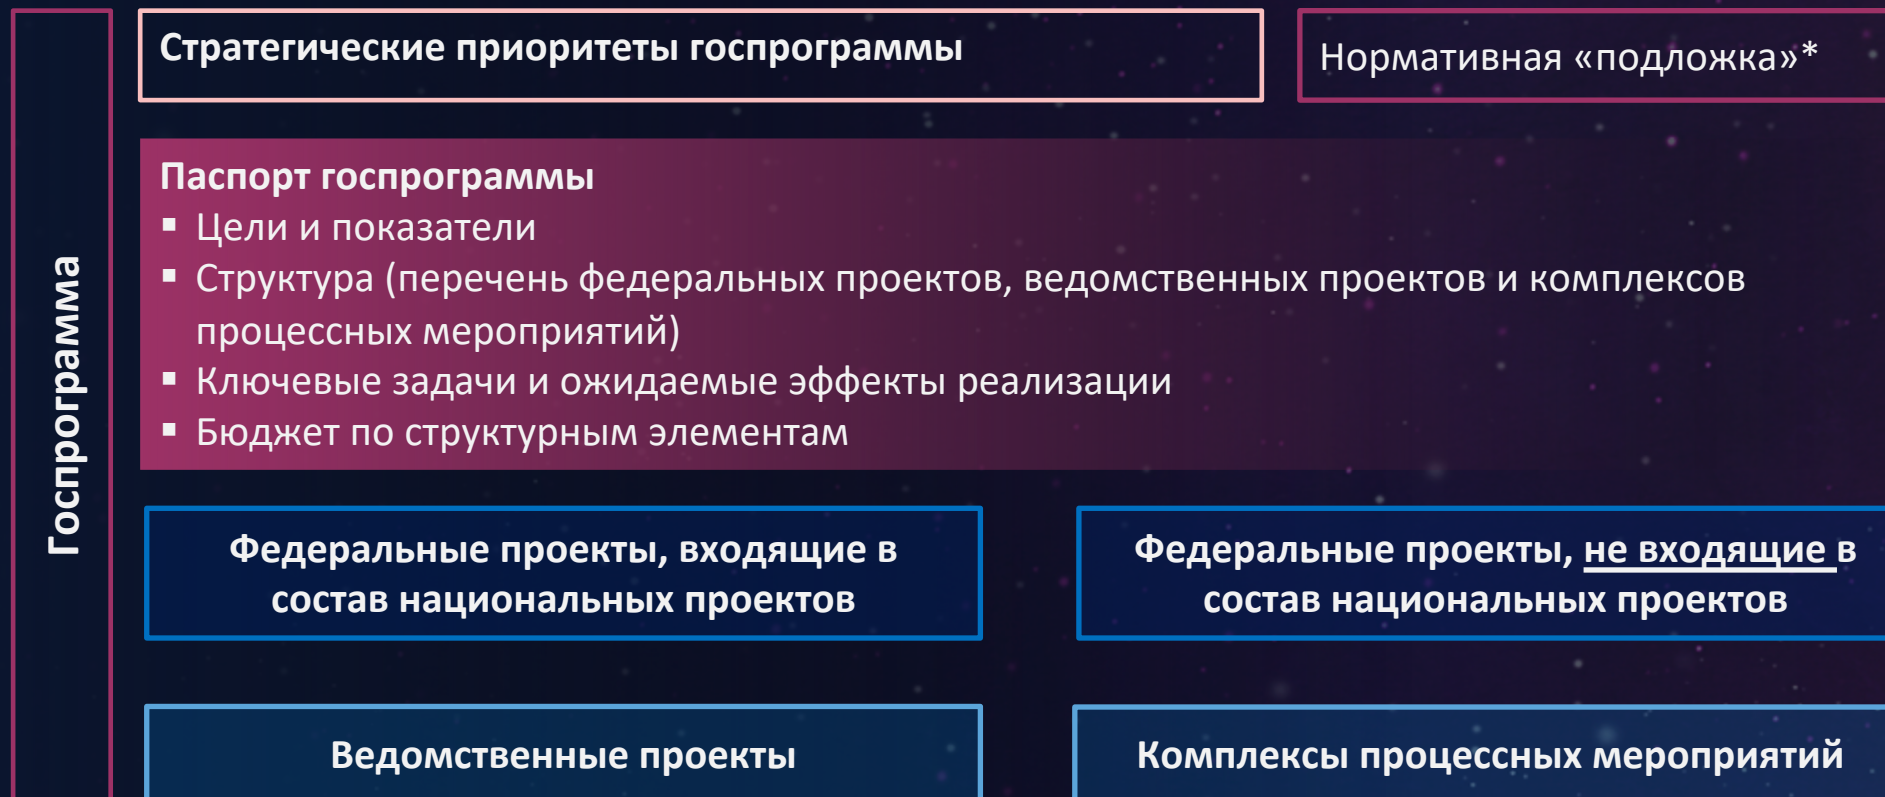 Госпрограмма
Стратегические приоритеты госпрограммы
Нормативная «подложка»*
Паспорт госпрограммы
▪ Цели и показатели
▪ Структура (перечень федеральных проектов, ведомственных проектов и комплексов
процессных мероприятий)
▪ Ключевые задачи и ожидаемые эффекты реализации
▪ Бюджет по структурным элементам
Федеральные проекты, входящие в
состав национальных проектов
Федеральные проекты, не входящие в
состав национальных проектов
Ведомственные проекты
Комплексы процессных мероприятий